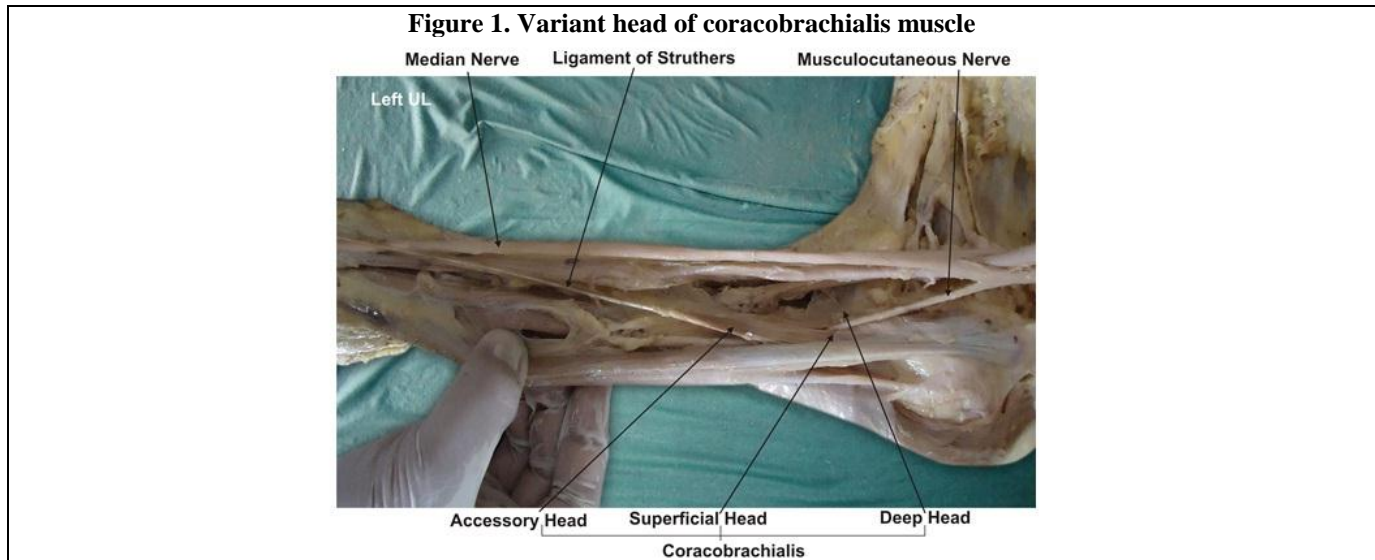 Figure 1. Variant head of coracobrachialis muscle
Median Nerve Ligament of Struthers Musculocutaneous Nerve
Left UL
Accessory Head Superficial Head Deep Head
Coracobrachialis